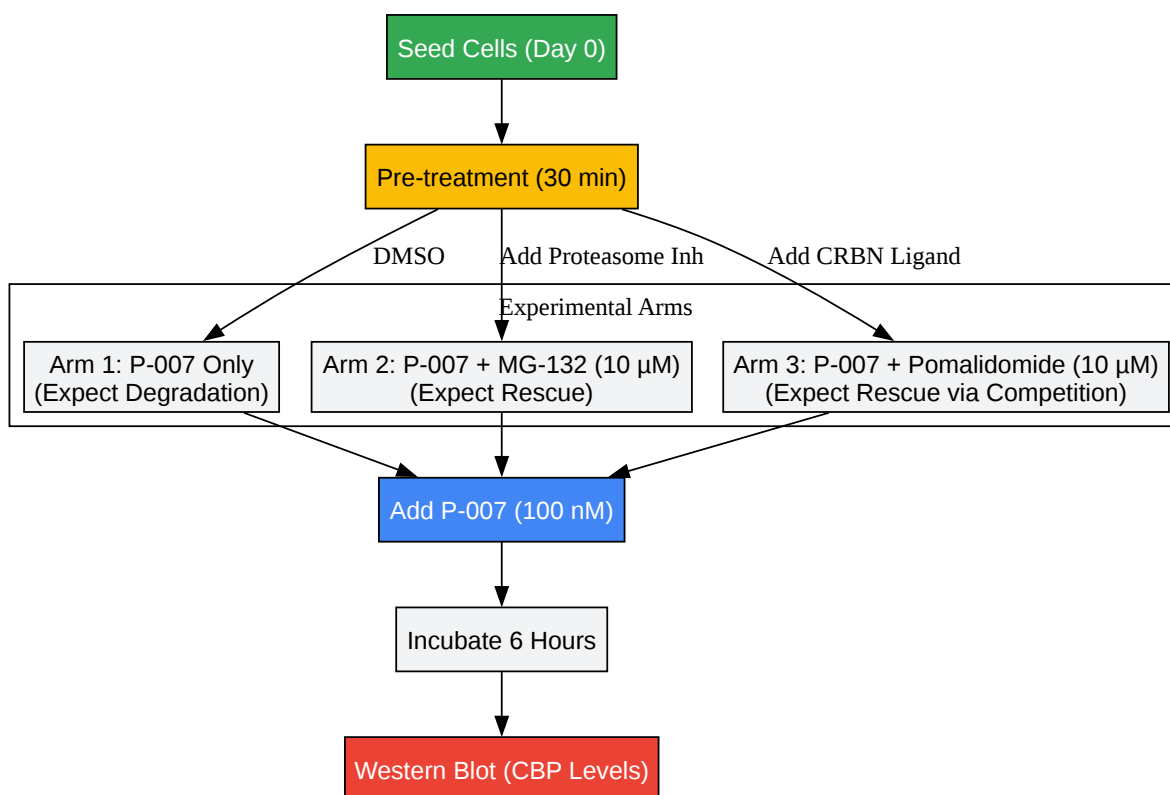 Seed Cells (Day 0)
Pre-treatment (30 min)
DMSO
Add Proteasome Inh
Add CRBN Ligand
Experimental Arms
Arm 1: P-007 Only
(Expect Degradation)
Arm 2: P-007 + MG-132 (10 µM)
(Expect Rescue)
Arm 3: P-007 + Pomalidomide (10 µM)
(Expect Rescue via Competition)
Add P-007 (100 nM)
Incubate 6 Hours
Western Blot (CBP Levels)